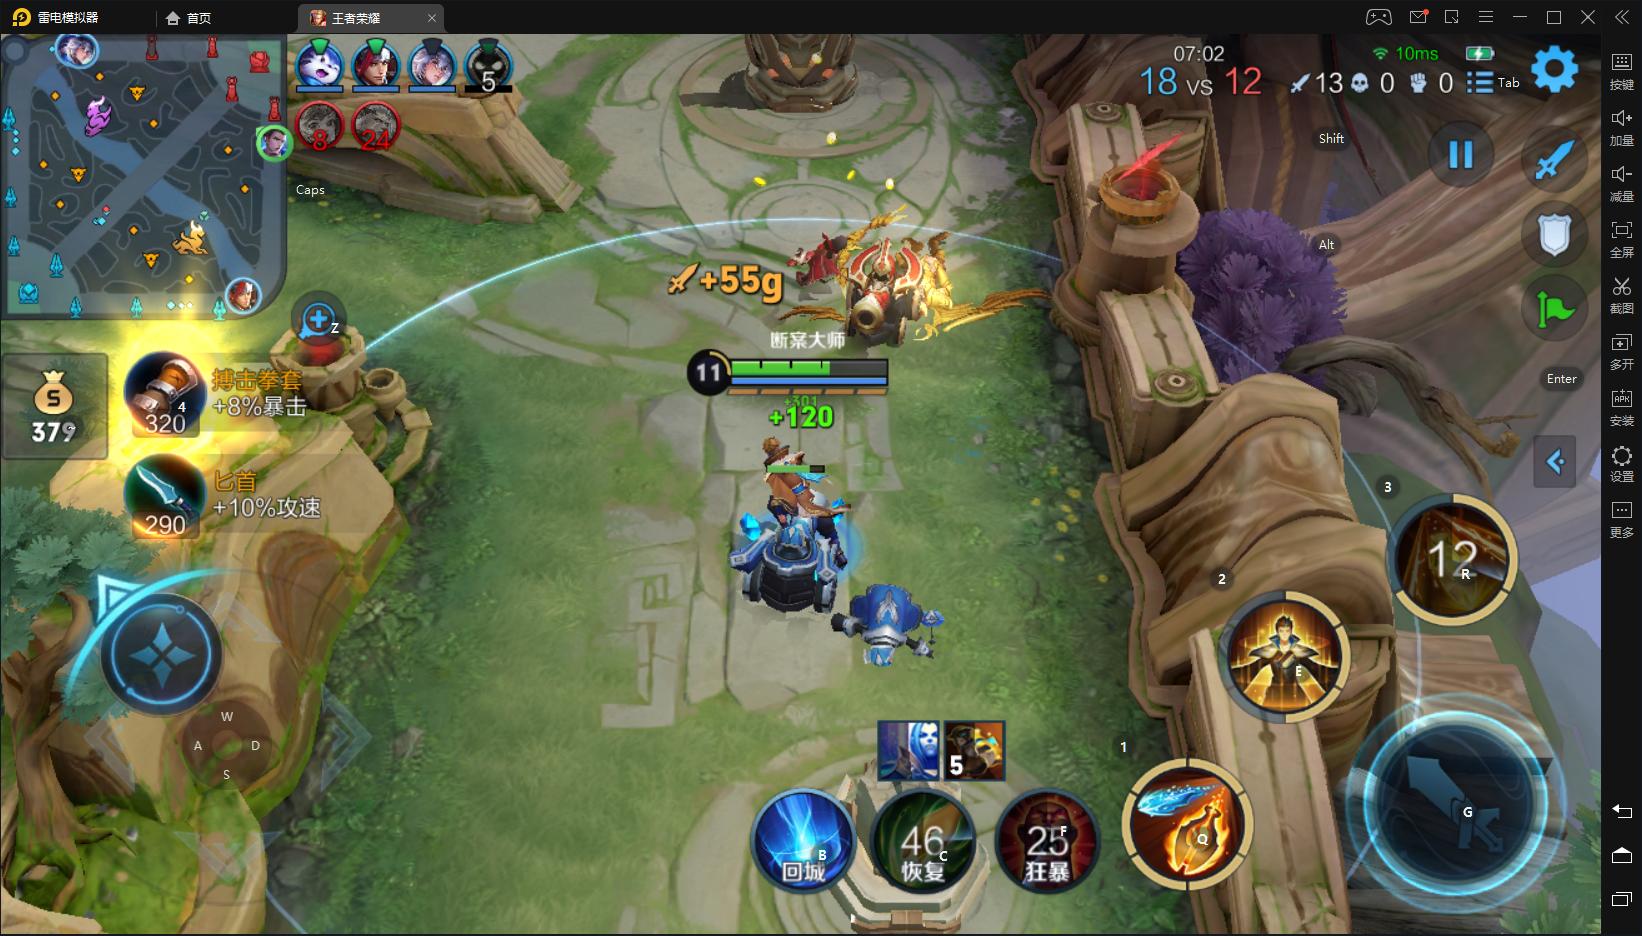 雷电模拟器
首页
王者荣耀
07:02
10ms
18 vs 12
13
0
0
Tab
5
8
24
Caps
Shift
Alt
Enter
Z
+55g
断案大师
11
+301
+120
379
搏击拳套
+8%暴击
4
320
匕首
+10%攻速
290
W
A
D
S
3
12
R
2
E
1
Q
G
5
回城
B
46
恢复
C
25
狂暴
F
按键
加量
减量
全屏
截图
多开
APK
安装
设置
更多